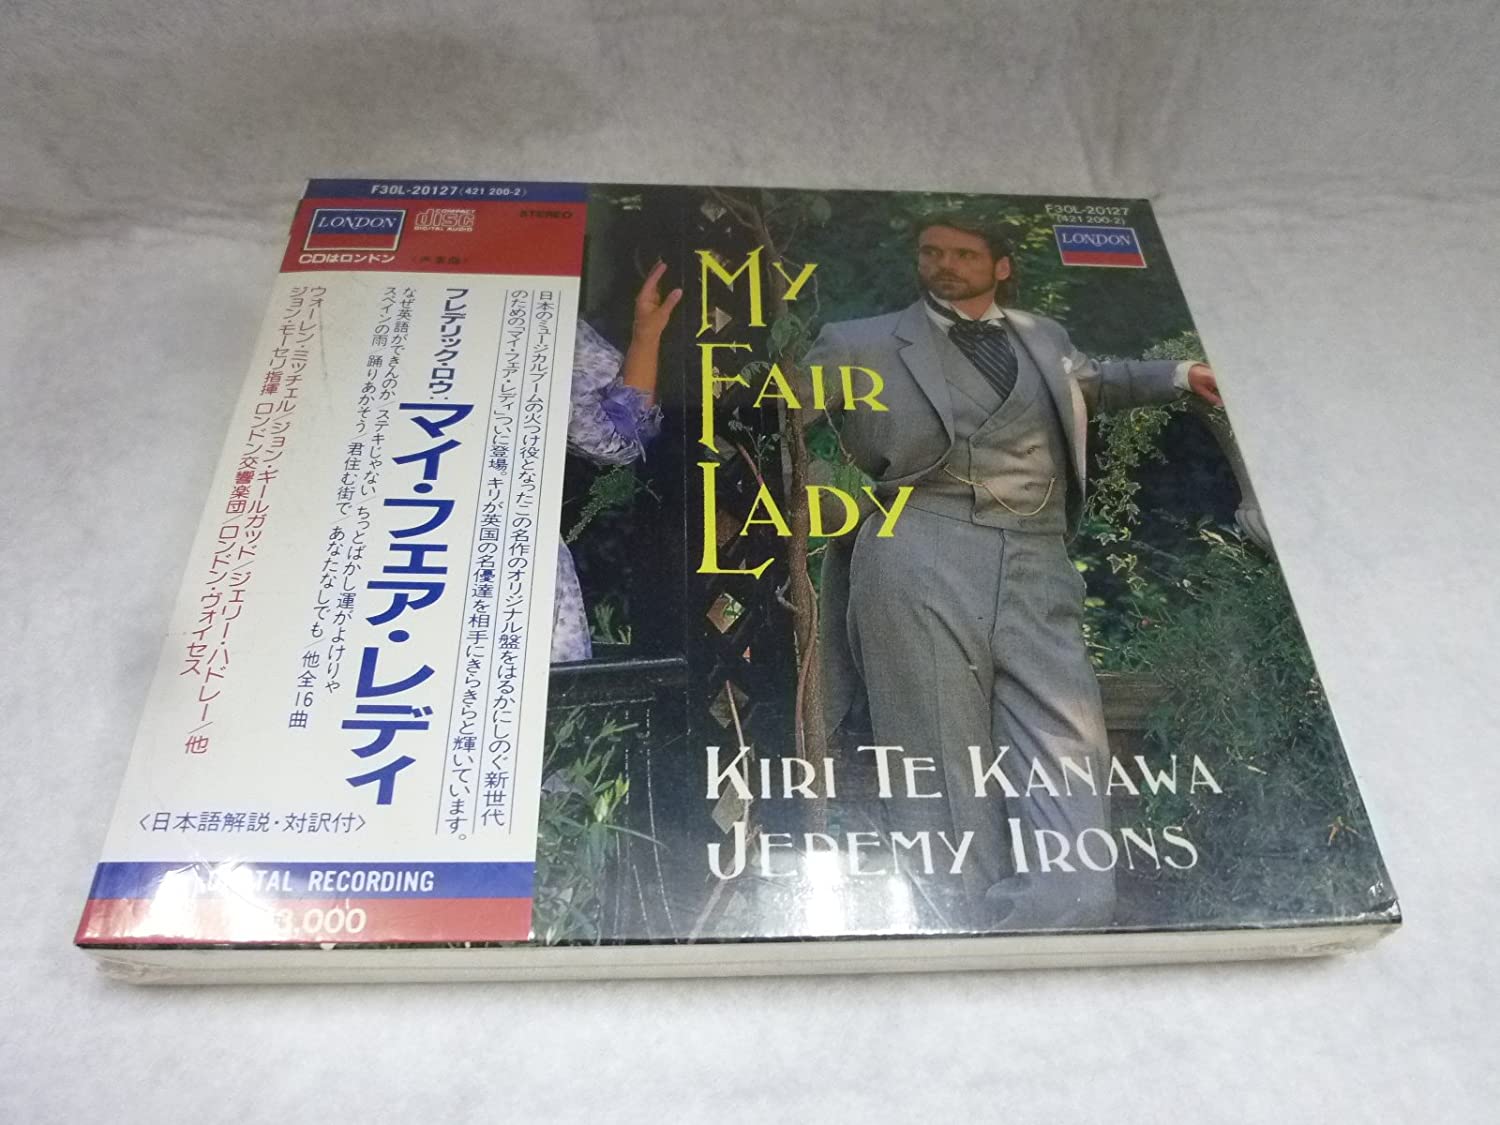 F30L-20127(421 200-2)
LONDON
COMPACT
disc
DIGITAL AUDIO
STEREO
CDはロンドン
日本のミュージカルブームの火つけ役となったこの名作のオリジナル盤をはるかにしのぐ新世代
のための「マイ・フェア・レディ」ついに登場。キリが英国の名優達を相手にきらきらと輝いています。
フレデリック・ロウ:
マイ・フェア・レディ
なぜ英語ができんのか/ステキじゃない/ちっとばかし運がよけりゃ
スペインの雨/踊りあかそう/君住む街で/あなたなしでも/他全16曲
ウォーレン・ミッチェル/ジョン・ギールガッド/ジェリー・ハドレー/他
ジョン・モーセリ指揮 ロンドン交響楽団/ロンドン・ヴォイセス
〈日本語解説・対訳付〉
DIGITAL RECORDING
3,000
F30L-20127
(421 200-2)
LONDON
MY
FAIR
LADY
KIRI TE KANAWA
JEREMY IRONS